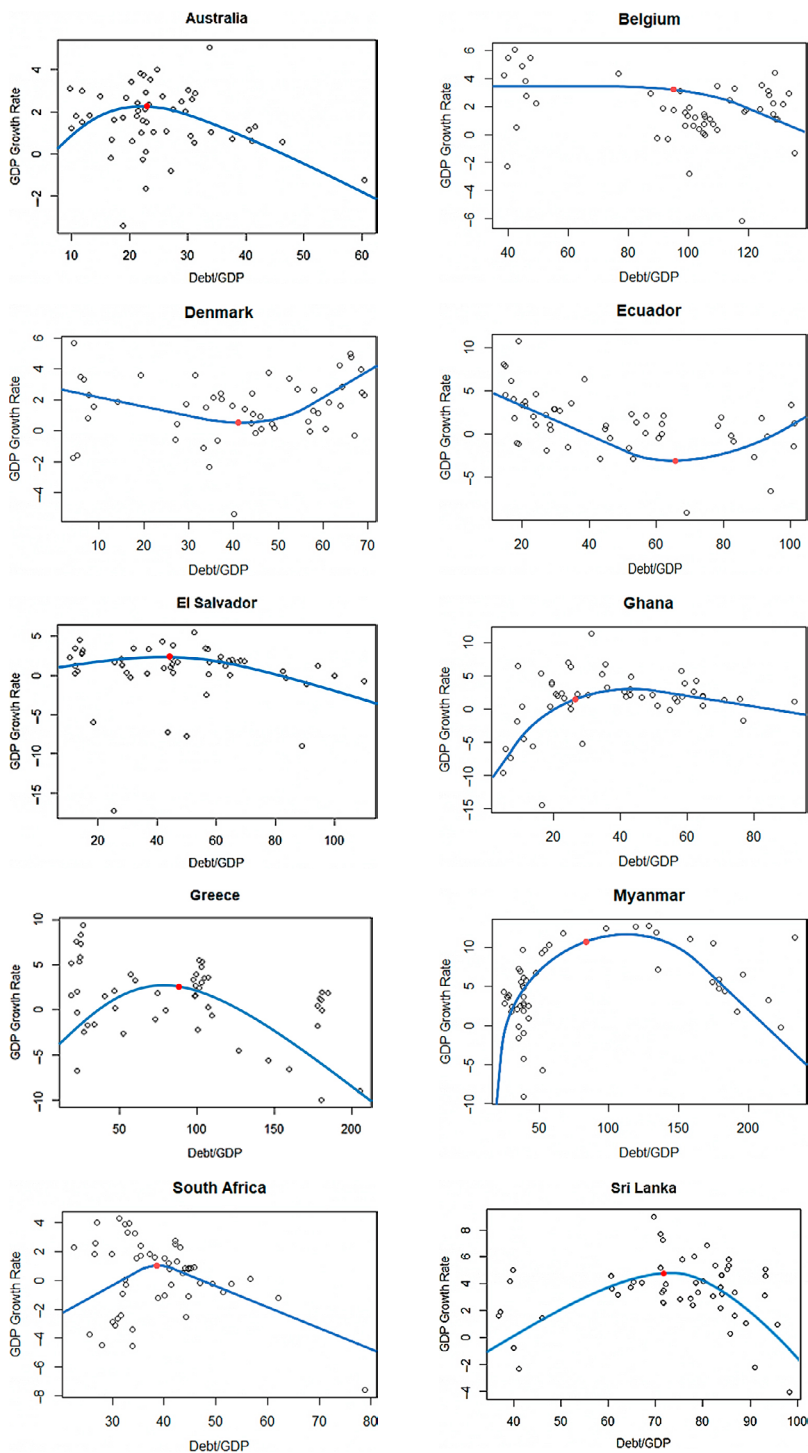 Australia
GDP Growth Rate
4
2
0
−2
10 20 30 40 50 60
Debt/GDP
Belgium
GDP Growth Rate
6
4
2
0
−2
−4
−6
40 60 80 100 120
Debt/GDP
Denmark
GDP Growth Rate
6
4
2
0
−2
−4
10 20 30 40 50 60 70
Debt/GDP
Ecuador
GDP Growth Rate
10
5
0
−5
20 40 60 80 100
Debt/GDP
El Salvador
GDP Growth Rate
5
0
−5
−10
−15
20 40 60 80 100
Debt/GDP
Ghana
GDP Growth Rate
10
5
0
−5
−10
−15
20 40 60 80
Debt/GDP
Greece
GDP Growth Rate
10
5
0
−5
−10
50 100 150 200
Debt/GDP
Myanmar
GDP Growth Rate
10
5
0
−5
−10
50 100 150 200
Debt/GDP
South Africa
GDP Growth Rate
4
2
0
−2
−4
−6
−8
30 40 50 60 70 80
Debt/GDP
Sri Lanka
GDP Growth Rate
8
6
4
2
0
−2
−4
40 50 60 70 80 90 100
Debt/GDP